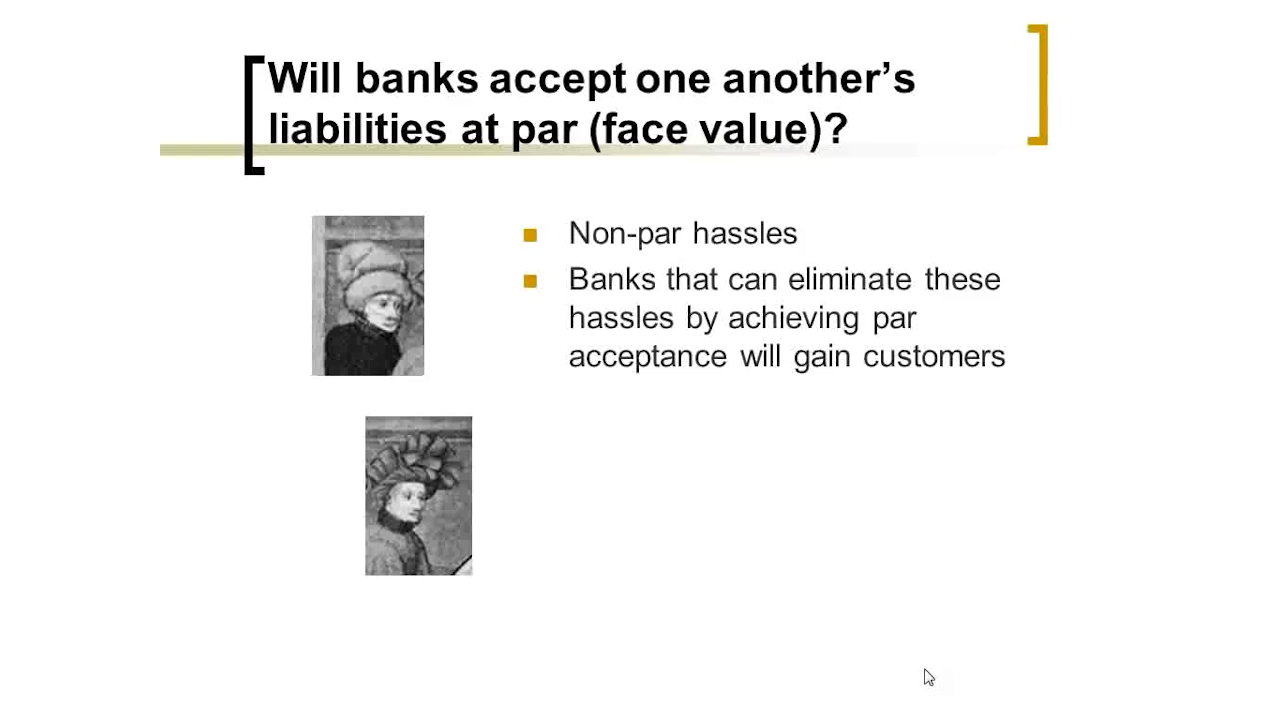 Will banks accept one another’s
liabilities at par (face value)?
Non-par hassles
Banks that can eliminate these
hassles by achieving par
acceptance will gain customers